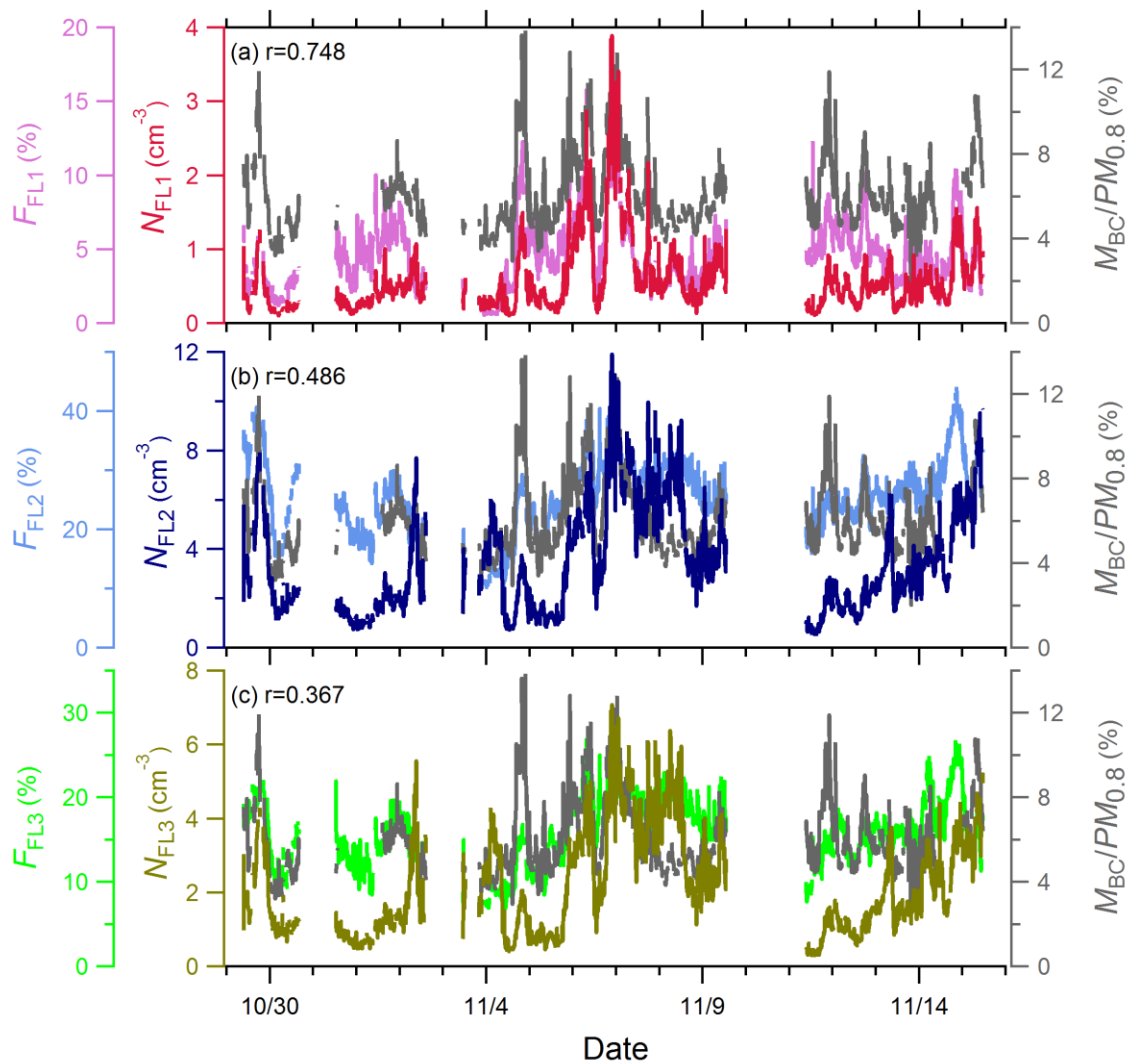 (a) r=0.748
F_FL1 (%)
20
15
10
5
0
N_FL1 (cm^-3)
4
3
2
1
0
M_BC/PM_0.8 (%)
12
8
4
0
(b) r=0.486
F_FL2 (%)
40
20
0
N_FL2 (cm^-3)
12
8
4
0
M_BC/PM_0.8 (%)
12
8
4
0
(c) r=0.367
F_FL3 (%)
30
20
10
0
N_FL3 (cm^-3)
8
6
4
2
0
M_BC/PM_0.8 (%)
12
8
4
0
10/30 11/4 11/9 11/14
Date